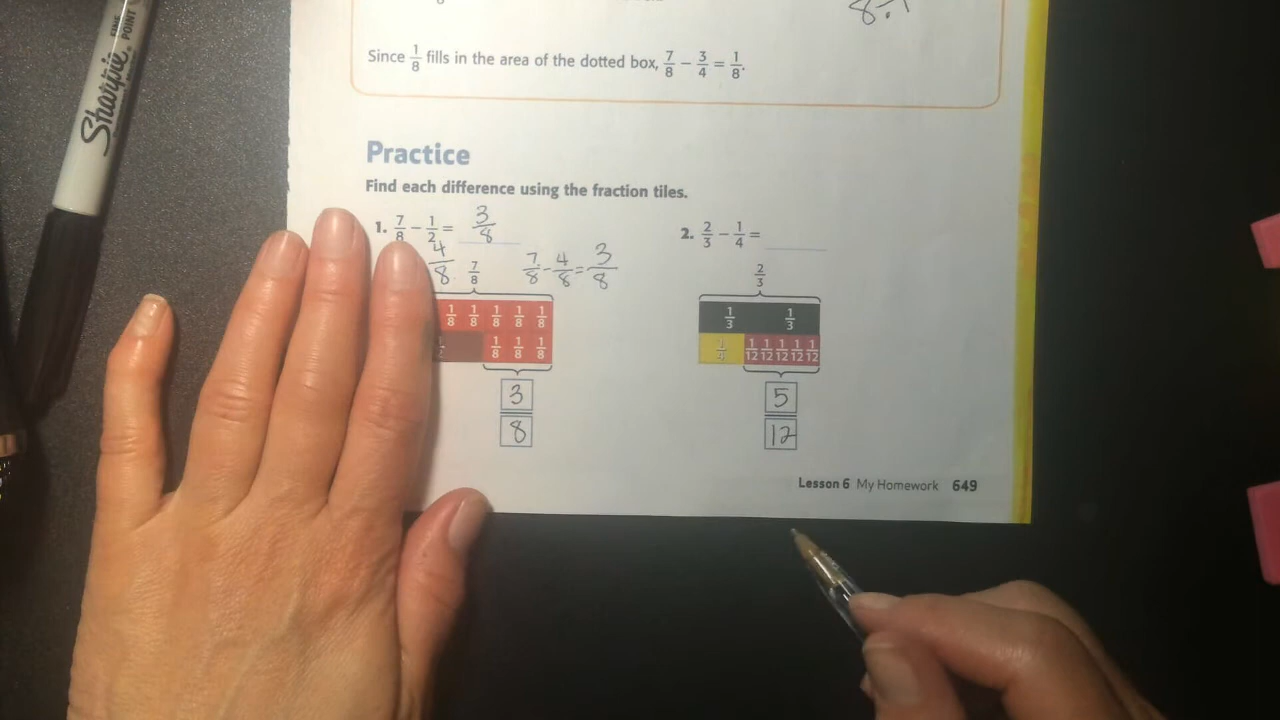 Sharpie FINE POINT
8
Since 1/8 fills in the area of the dotted box, 7/8 − 3/4 = 1/8.
Practice
Find each difference using the fraction tiles.
1. 7/8 − 1/2 = 3/8
4/8 7/8 7/8 - 4/8 = 3/8
1/8 1/8 1/8 1/8 1/8
1/2 1/8 1/8 1/8
3
8
2. 2/3 − 1/4 =
2/3
1/3 1/3
1/4 1/12 1/12 1/12 1/12 1/12
5
12
Lesson 6 My Homework 649